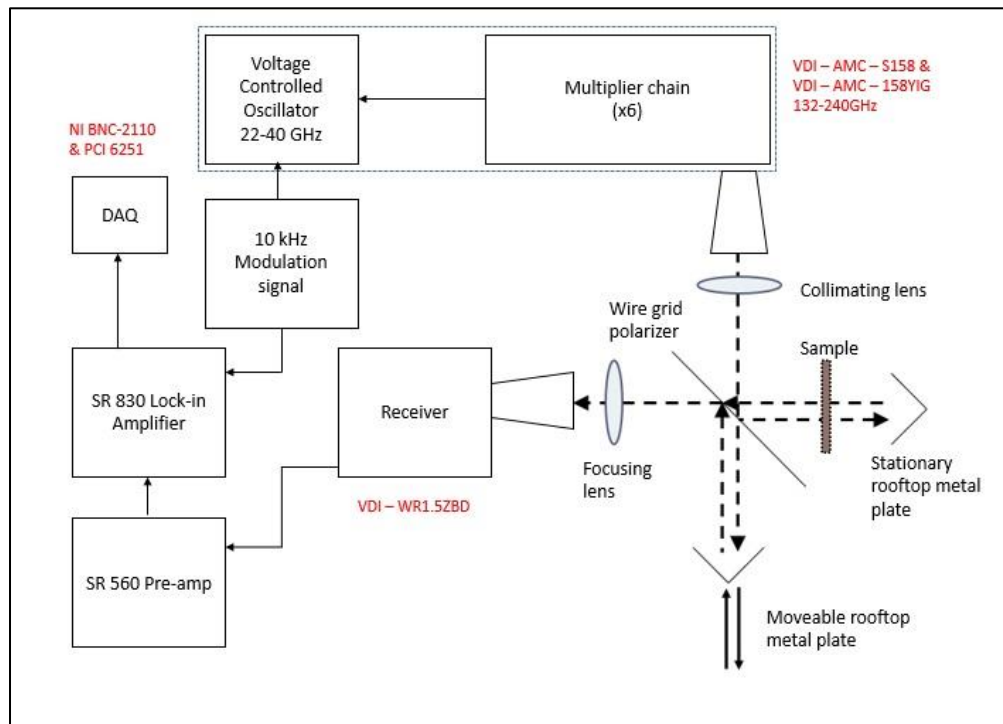 Voltage
Controlled
Oscillator
22-40 GHz
Multiplier chain
(x6)
VDI – AMC – S158 &
VDI – AMC – 158YIG
132-240GHz
NI BNC-2110
& PCI 6251
DAQ
10 kHz
Modulation
signal
Collimating lens
Wire grid
polarizer
Sample
SR 830 Lock-in
Amplifier
Receiver
Focusing
lens
Stationary
rooftop metal
plate
VDI – WR1.5ZBD
SR 560 Pre-amp
Moveable rooftop
metal plate